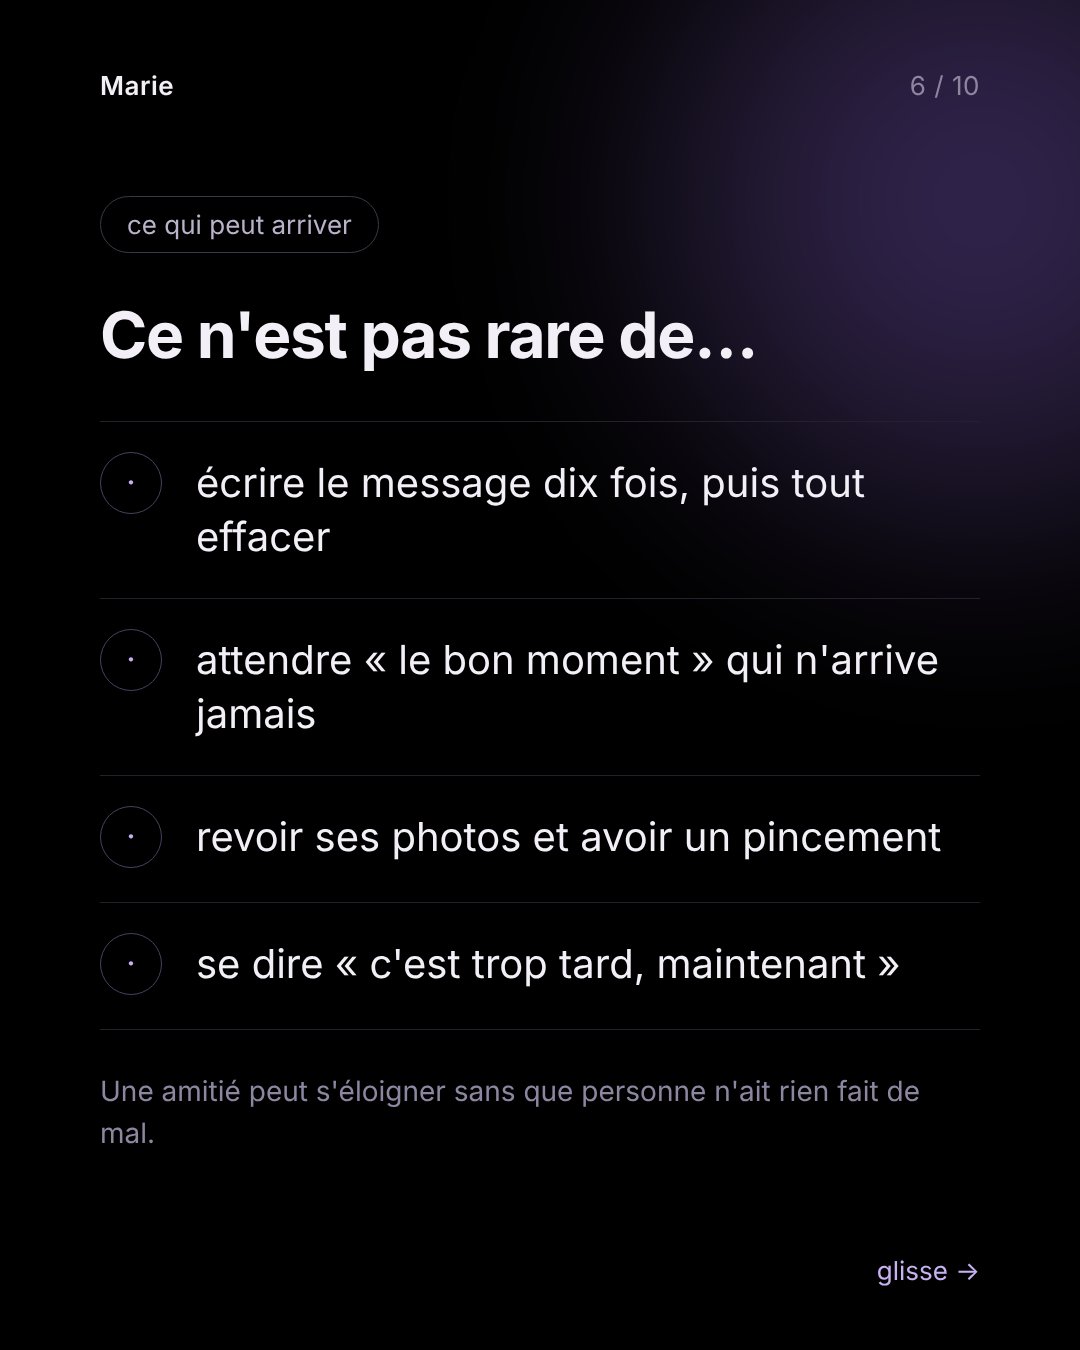 Marie
6 / 10
ce qui peut arriver
Ce n'est pas rare de…
écrire le message dix fois, puis tout
effacer
attendre « le bon moment » qui n'arrive
jamais
revoir ses photos et avoir un pincement
se dire « c'est trop tard, maintenant »
Une amitié peut s'éloigner sans que personne n'ait rien fait de
mal.
glisse →